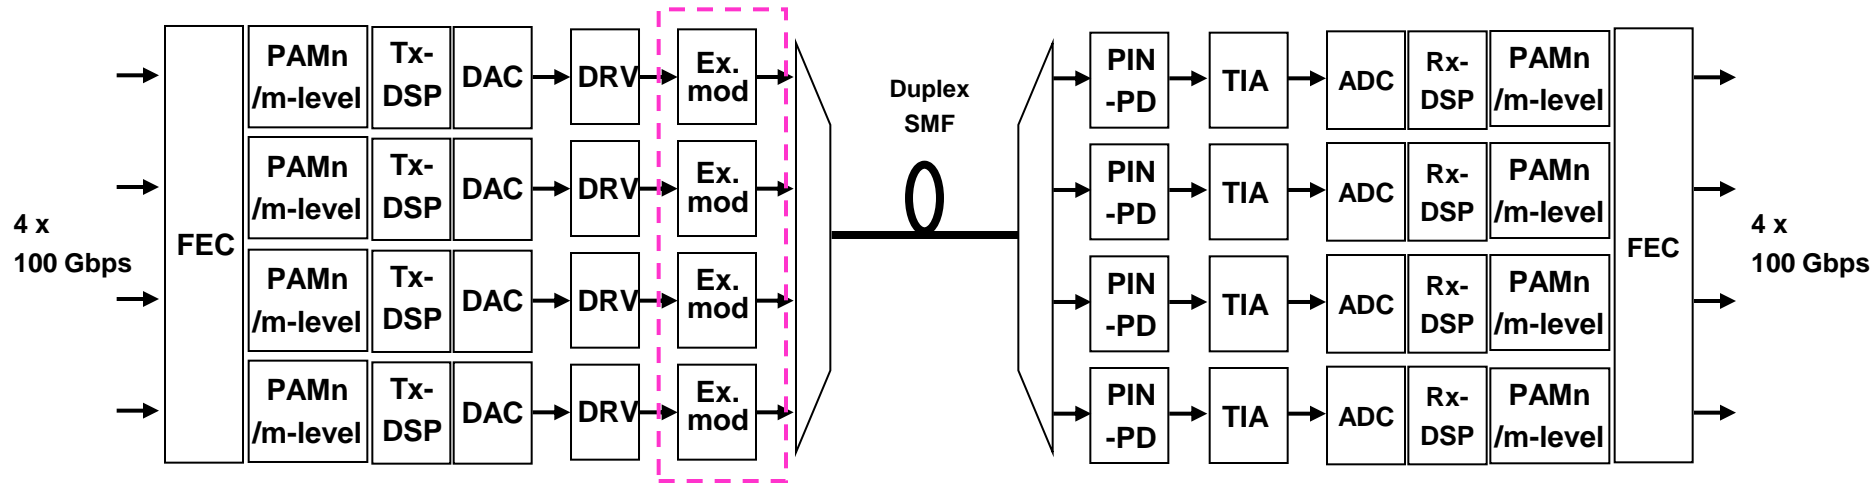 4 x
100 Gbps
FEC
PAMn
/m-level
Tx-
DSP
DAC
DRV
Ex.
mod
PAMn
/m-level
Tx-
DSP
DAC
DRV
Ex.
mod
PAMn
/m-level
Tx-
DSP
DAC
DRV
Ex.
mod
PAMn
/m-level
Tx-
DSP
DAC
DRV
Ex.
mod
Duplex
SMF
PIN
-PD
TIA
ADC
Rx-
DSP
PAMn
/m-level
PIN
-PD
TIA
ADC
Rx-
DSP
PAMn
/m-level
PIN
-PD
TIA
ADC
Rx-
DSP
PAMn
/m-level
PIN
-PD
TIA
ADC
Rx-
DSP
PAMn
/m-level
FEC
4 x
100 Gbps